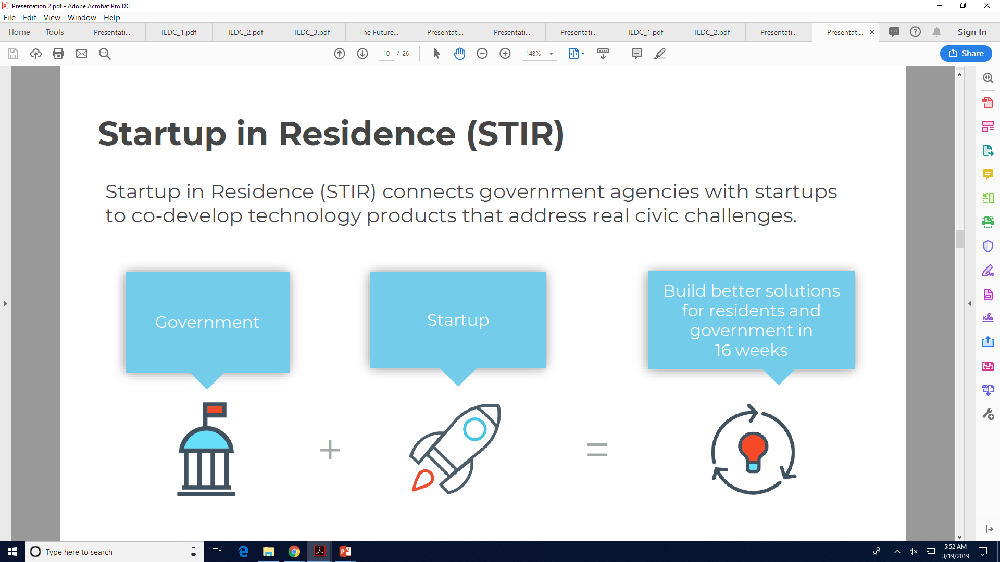 Presentation 2.pdf - Adobe Acrobat Pro DC
File Edit View Window Help
Home Tools Presentati... IEDC_1.pdf IEDC_2.pdf IEDC_3.pdf The Future... Presentati... Presentati... Presentati... IEDC_1.pdf IEDC_2.pdf Presentati... Presentati... Sign In
10 / 26 148% Share
Startup in Residence (STIR)
Startup in Residence (STIR) connects government agencies with startups
to co-develop technology products that address real civic challenges.
Government
Startup
Build better solutions
for residents and
government in
16 weeks
+
=
Type here to search
5:52 AM
3/19/2019